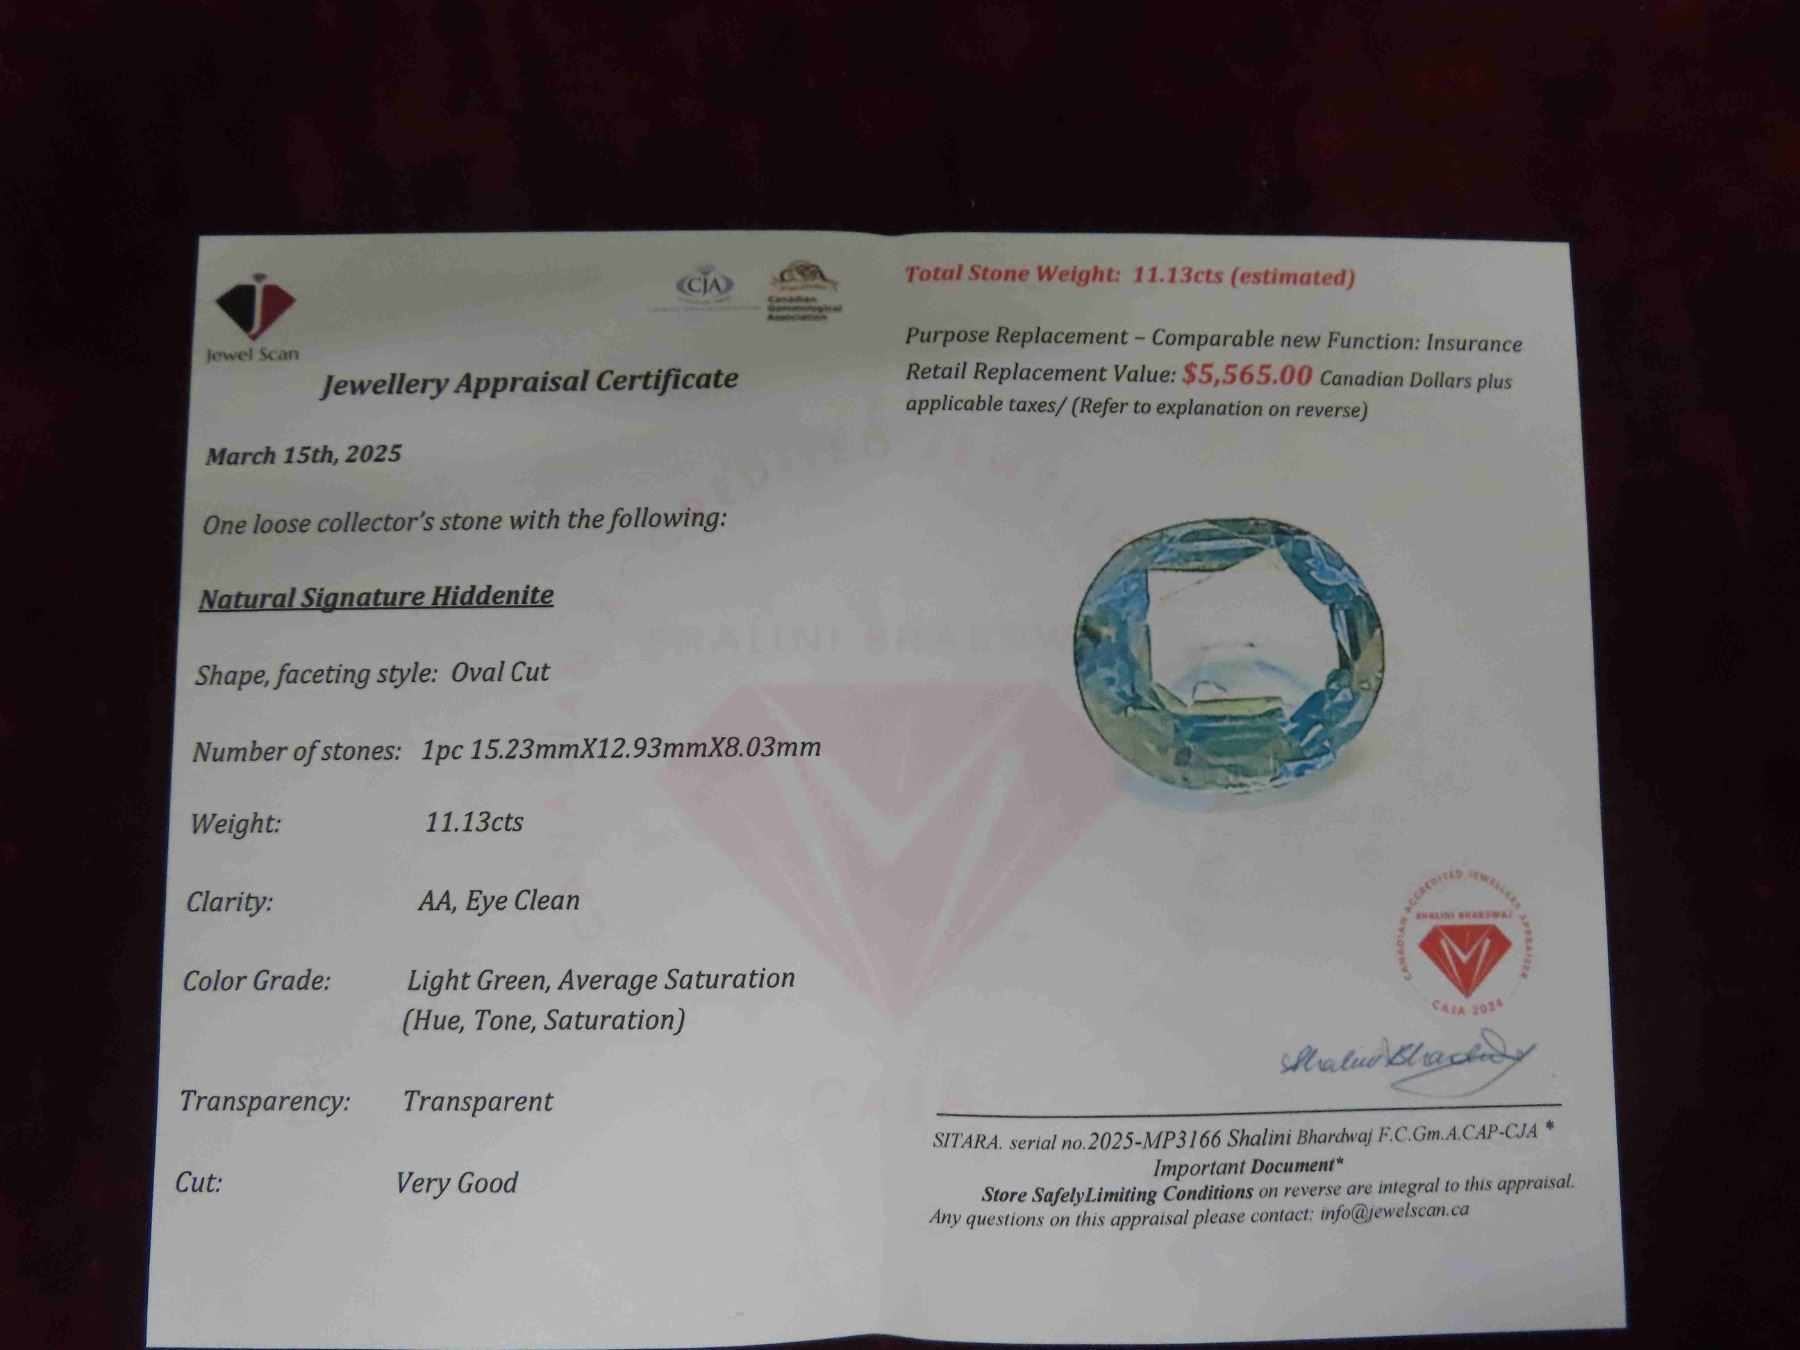 Jewel Scan
CJA
CGA
Canadian
Gemmological
Association
Jewellery Appraisal Certificate
March 15th, 2025
One loose collector's stone with the following:
Natural Signature Hiddenite
Shape, faceting style: Oval Cut
Number of stones: 1pc 15.23mmX12.93mmX8.03mm
Weight: 11.13cts
Clarity: AA, Eye Clean
Color Grade: Light Green, Average Saturation
(Hue, Tone, Saturation)
Transparency: Transparent
Cut: Very Good
Total Stone Weight: 11.13cts (estimated)
Purpose Replacement – Comparable new Function: Insurance
Retail Replacement Value: $5,565.00 Canadian Dollars plus
applicable taxes/ (Refer to explanation on reverse)
CANADIAN ACCREDITED JEWELLERY APPRAISER
SHALINI BHARDWAJ
CAJA 2024
Shalini Bhardwaj
SITARA. serial no.2025-MP3166 Shalini Bhardwaj F.C.Gm.A.CAP-CJA *
Important Document*
Store SafelyLimiting Conditions on reverse are integral to this appraisal.
Any questions on this appraisal please contact: info@jewelscan.ca